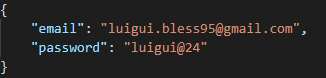 {
"email": "luigui.bless95@gmail.com",
"password": "luigui@24"
}